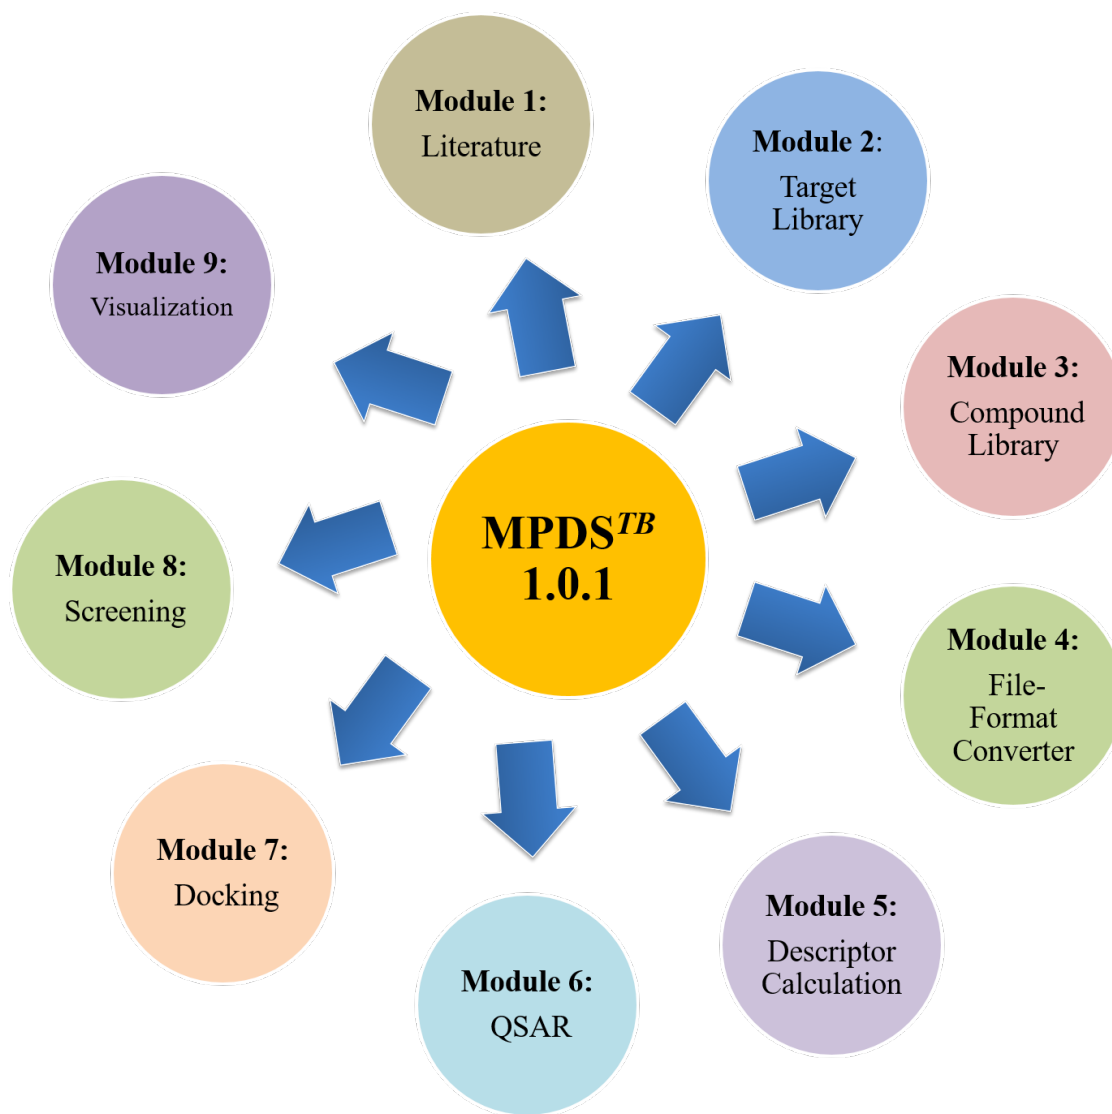 Module 1:
Literature
Module 2:
Target
Library
Module 3:
Compound
Library
Module 4:
File-
Format
Converter
Module 5:
Descriptor
Calculation
Module 6:
QSAR
Module 7:
Docking
Module 8:
Screening
Module 9:
Visualization
MPDSTB
1.0.1